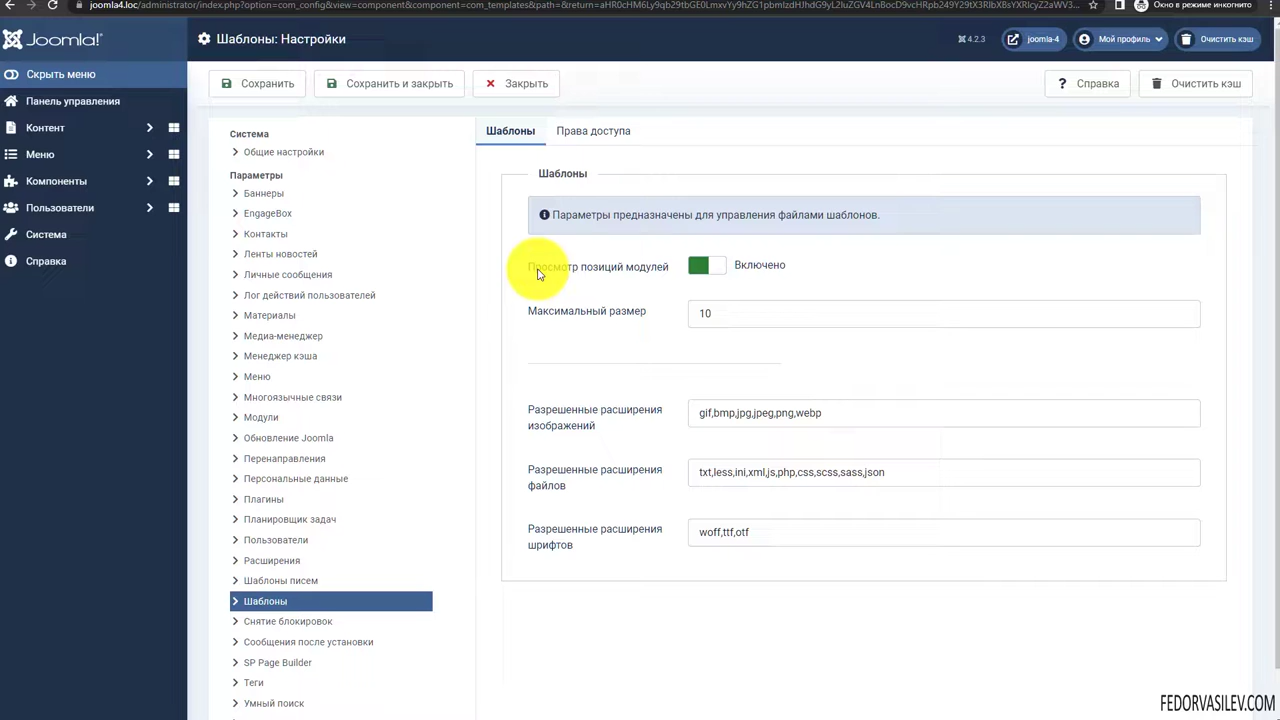 joomla4.loc/administrator/index.php?option=com_config&view=component&component=com_templates&path=&return=
Окно в режиме инкогнито
Joomla!
Шаблоны: Настройки
4.2.3
joomla-4
Мой профиль
Очистить кэш
Скрыть меню
Панель управления
Контент
Меню
Компоненты
Пользователи
Система
Справка
Сохранить
Сохранить и закрыть
Закрыть
Справка
Очистить кэш
Система
Общие настройки
Параметры
Баннеры
EngageBox
Контакты
Ленты новостей
Личные сообщения
Лог действий пользователей
Материалы
Медиа-менеджер
Менеджер кэша
Меню
Многоязычные связи
Модули
Обновление Joomla
Перенаправления
Персональные данные
Плагины
Планировщик задач
Пользователи
Расширения
Шаблоны писем
Шаблоны
Снятие блокировок
Сообщения после установки
SP Page Builder
Теги
Умный поиск
Шаблоны
Права доступа
Шаблоны
Параметры предназначены для управления файлами шаблонов.
Просмотр позиций модулей
Включено
Максимальный размер
10
Разрешенные расширения
изображений
gif,bmp,jpg,jpeg,png,webp
Разрешенные расширения
файлов
txt,less,ini,xml,js,php,css,scss,sass,json
Разрешенные расширения
шрифтов
woff,ttf,otf
FEDORVASILEV.COM